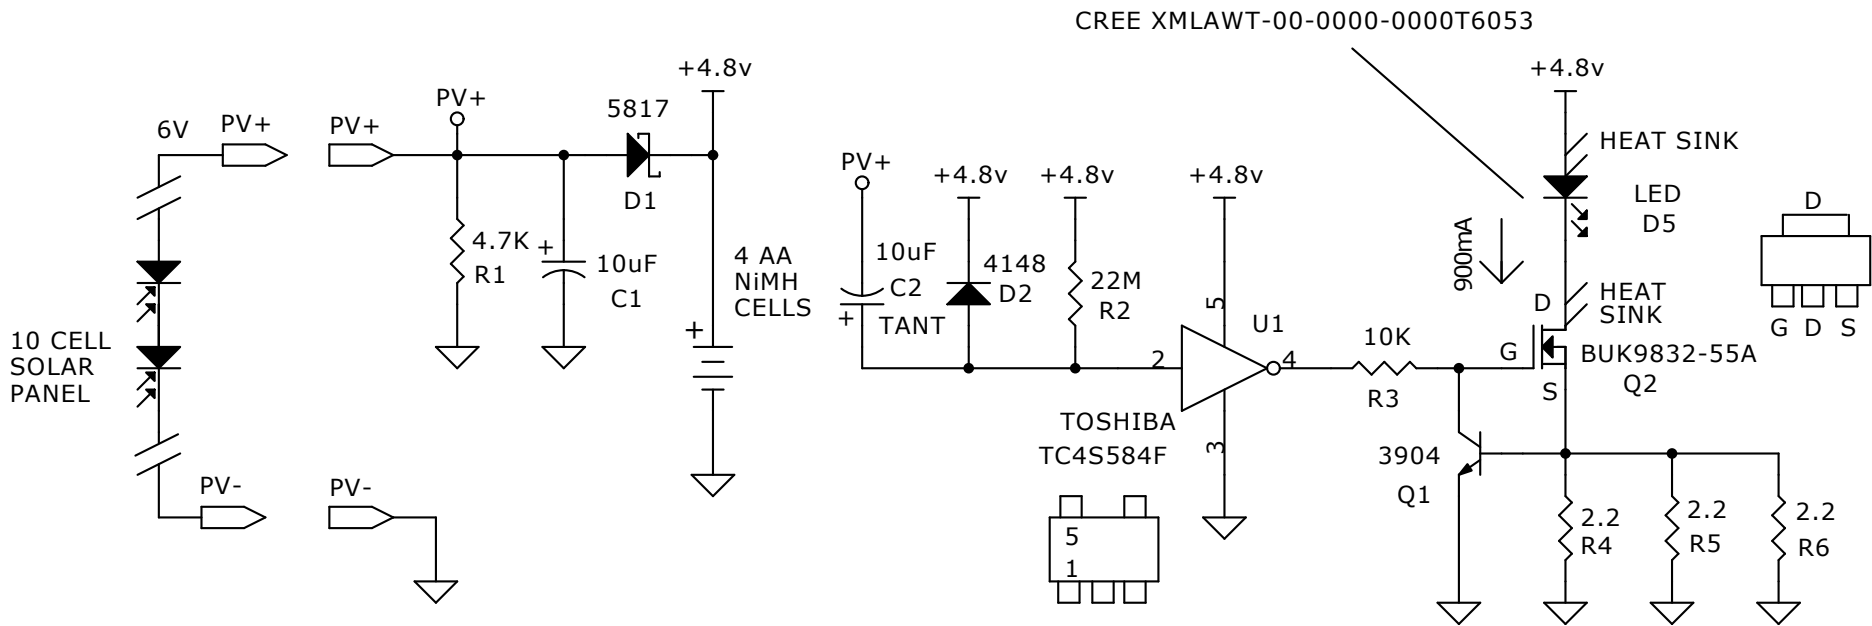 CREE XMLAWT-00-0000-0000T6053
6V
PV+
PV+
PV+
5817
D1
+4.8v
4.7K
R1
+
10uF
C1
4 AA
NiMH
CELLS
+
10 CELL
SOLAR
PANEL
PV-
PV-
PV+
10uF
C2
+
TANT
+4.8v
4148
D2
+4.8v
22M
R2
+4.8v
5
2
U1
4
3
TOSHIBA
TC4S584F
5
1
10K
R3
3904
Q1
900mA
+4.8v
HEAT SINK
LED
D5
HEAT
SINK
D
G
S
BUK9832-55A
Q2
2.2
R4
2.2
R5
2.2
R6
D
G D S